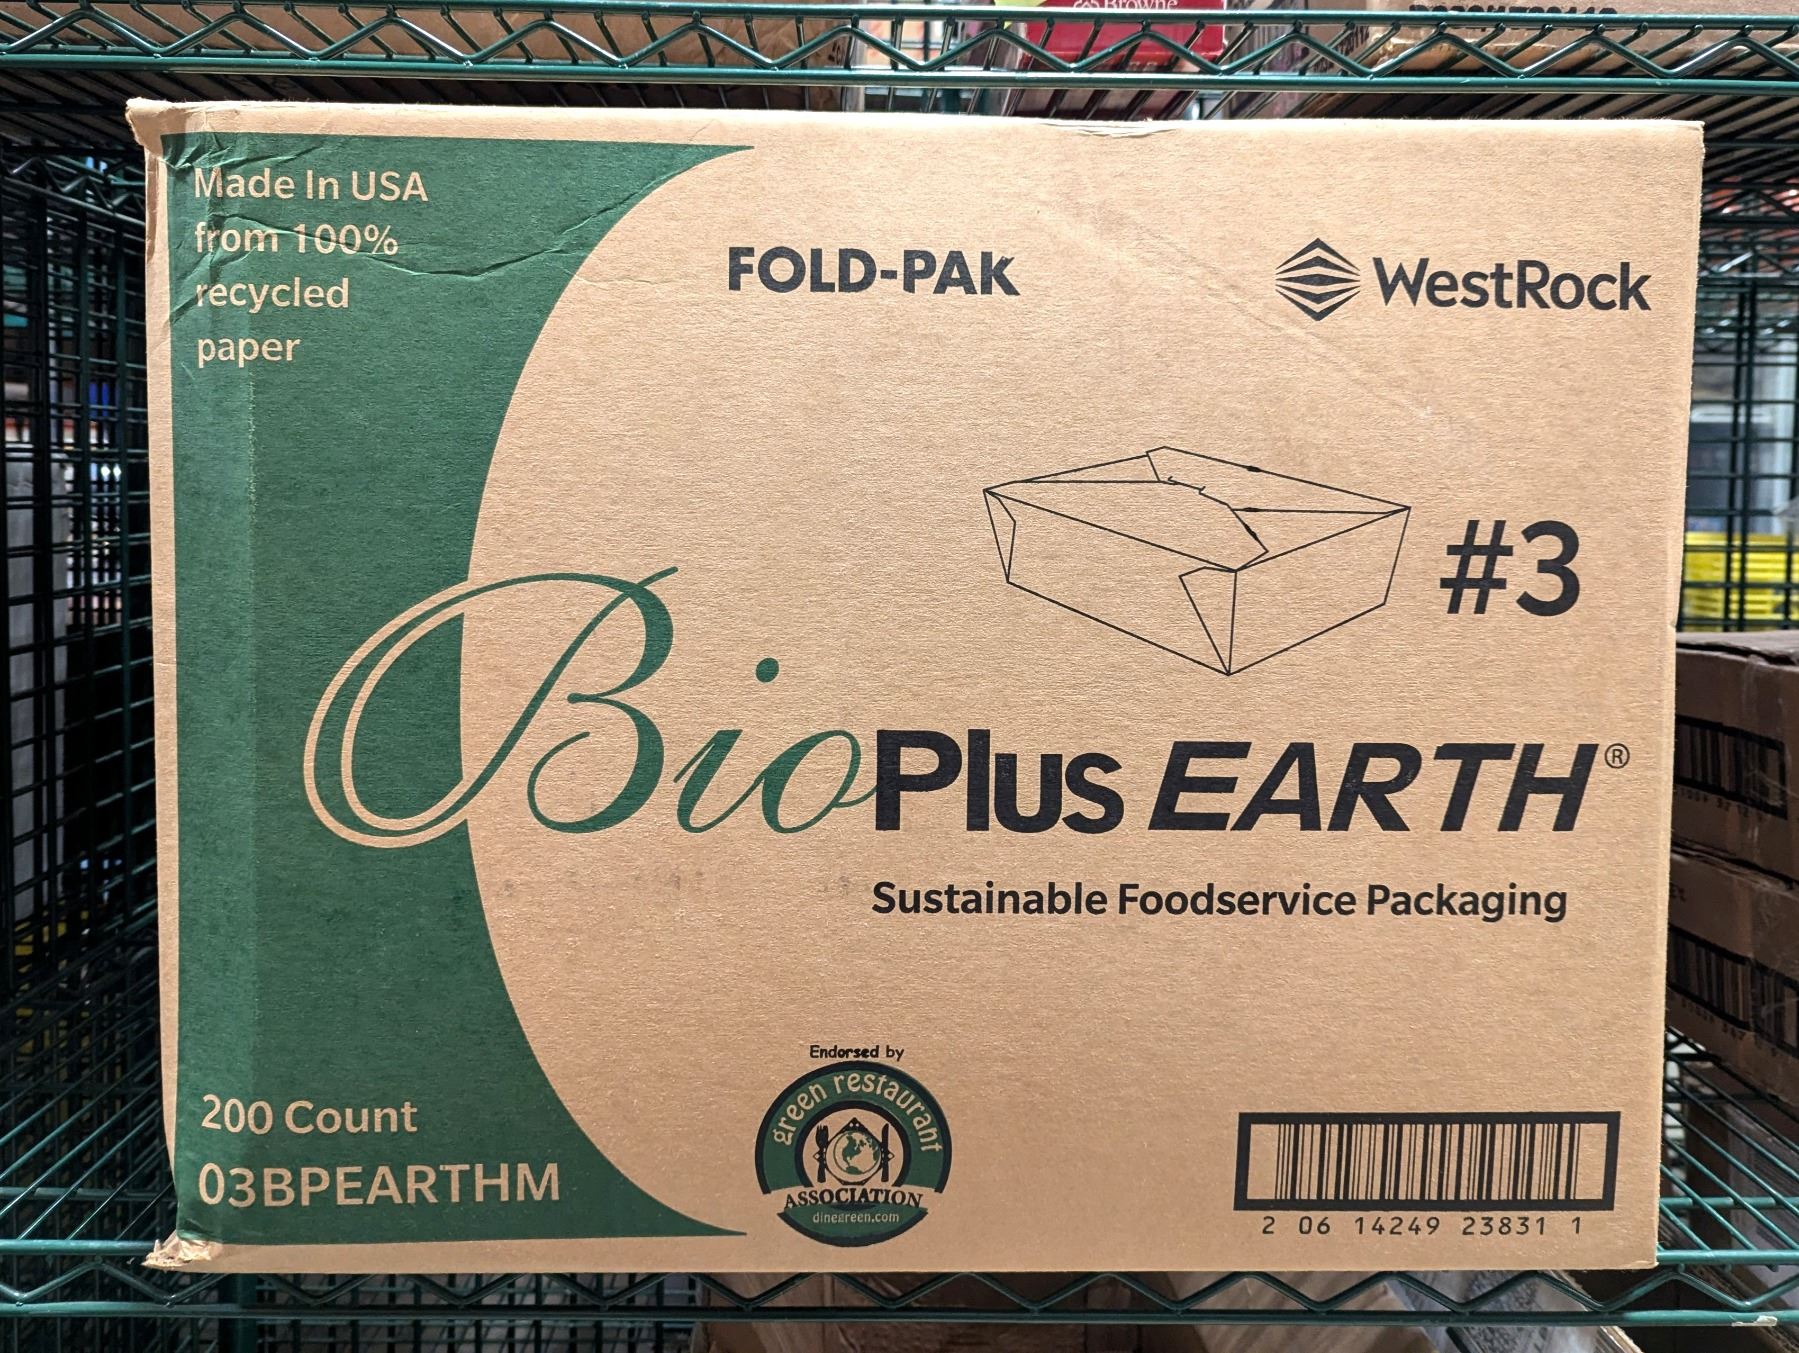 Browne
Made In USA
from 100%
recycled
paper
FOLD-PAK
WestRock
#3
BioPlus EARTH®
Sustainable Foodservice Packaging
Endorsed by
green restaurant
ASSOCIATION
dinegreen.com
200 Count
03BPEARTHM
2 06 14249 23831 1